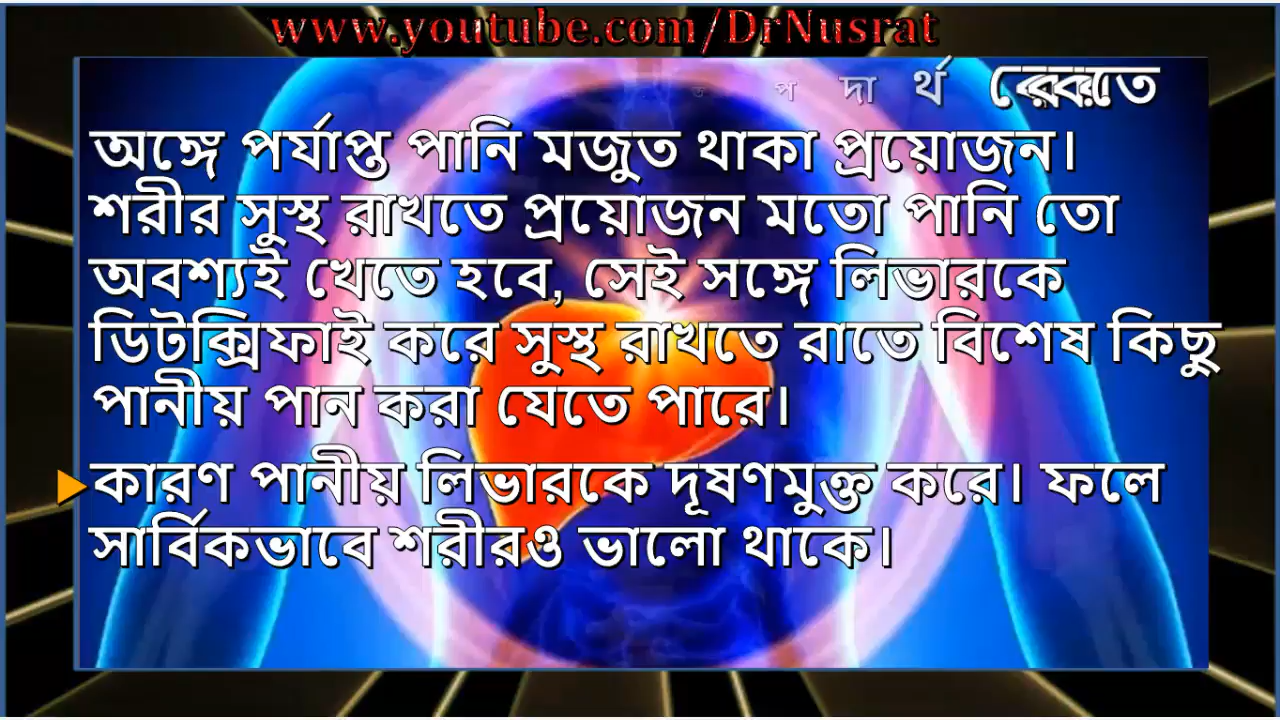 www.youtube.com/DrNusrat
পদার্থ
অঙ্গে পর্যাপ্ত পানি মজুত থাকা প্রয়োজন।
শরীর সুস্থ রাখতে প্রয়োজন মতো পানি তো
অবশ্যই খেতে হবে, সেই সঙ্গে লিভারকে
ডিটক্সিফাই করে সুস্থ রাখতে রাতে বিশেষ কিছু
পানীয় পান করা যেতে পারে।
কারণ পানীয় লিভারকে দূষণমুক্ত করে। ফলে
সার্বিকভাবে শরীরও ভালো থাকে।